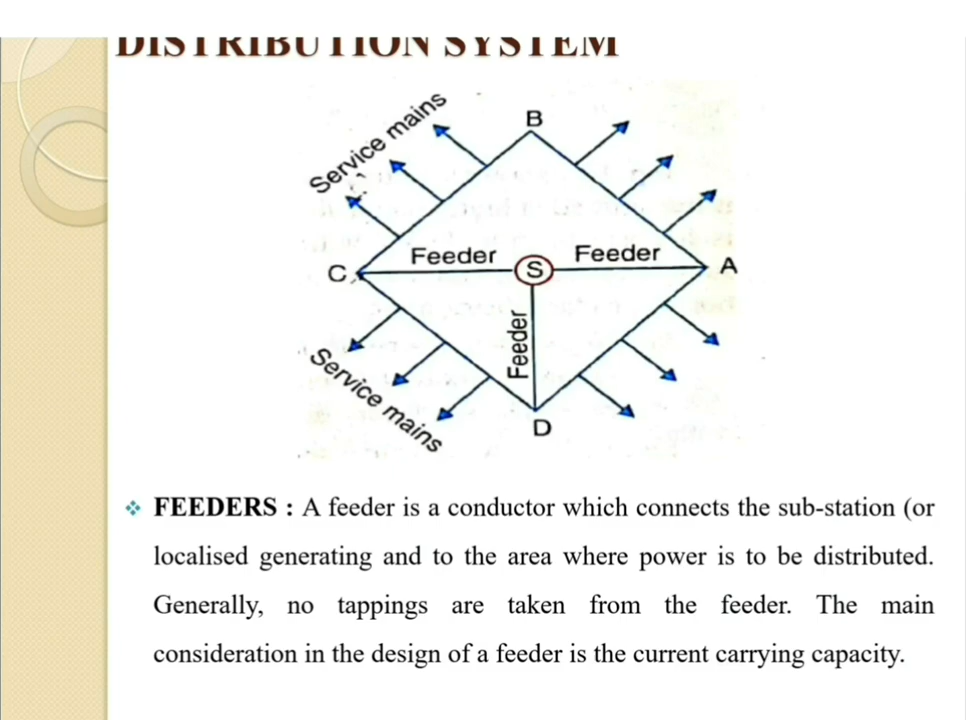 DISTRIBUTION SYSTEM
Service mains
B
Feeder
Feeder
C
S
A
Feeder
Service mains
D
❖ FEEDERS : A feeder is a conductor which connects the sub-station (or
localised generating and to the area where power is to be distributed.
Generally, no tappings are taken from the feeder. The main
consideration in the design of a feeder is the current carrying capacity.